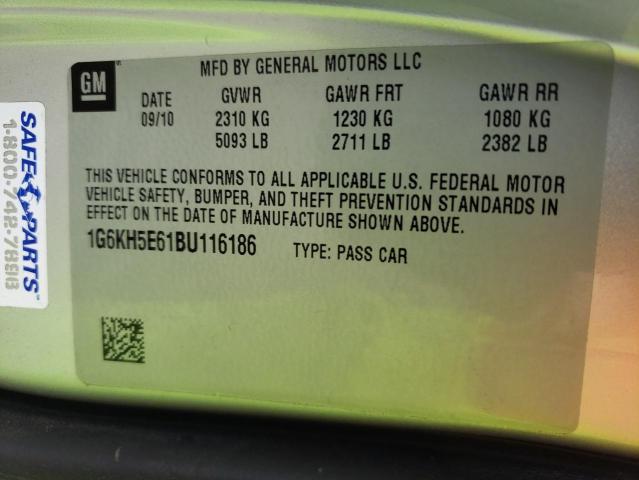 GM
MFD BY GENERAL MOTORS LLC
DATE GVWR GAWR FRT GAWR RR
09/10 2310 KG 1230 KG 1080 KG
5093 LB 2711 LB 2382 LB
THIS VEHICLE CONFORMS TO ALL APPLICABLE U.S. FEDERAL MOTOR
VEHICLE SAFETY, BUMPER, AND THEFT PREVENTION STANDARDS IN
EFFECT ON THE DATE OF MANUFACTURE SHOWN ABOVE.
1G6KH5E61BU116186 TYPE: PASS CAR
SAFE PARTS
1-800-742-7898